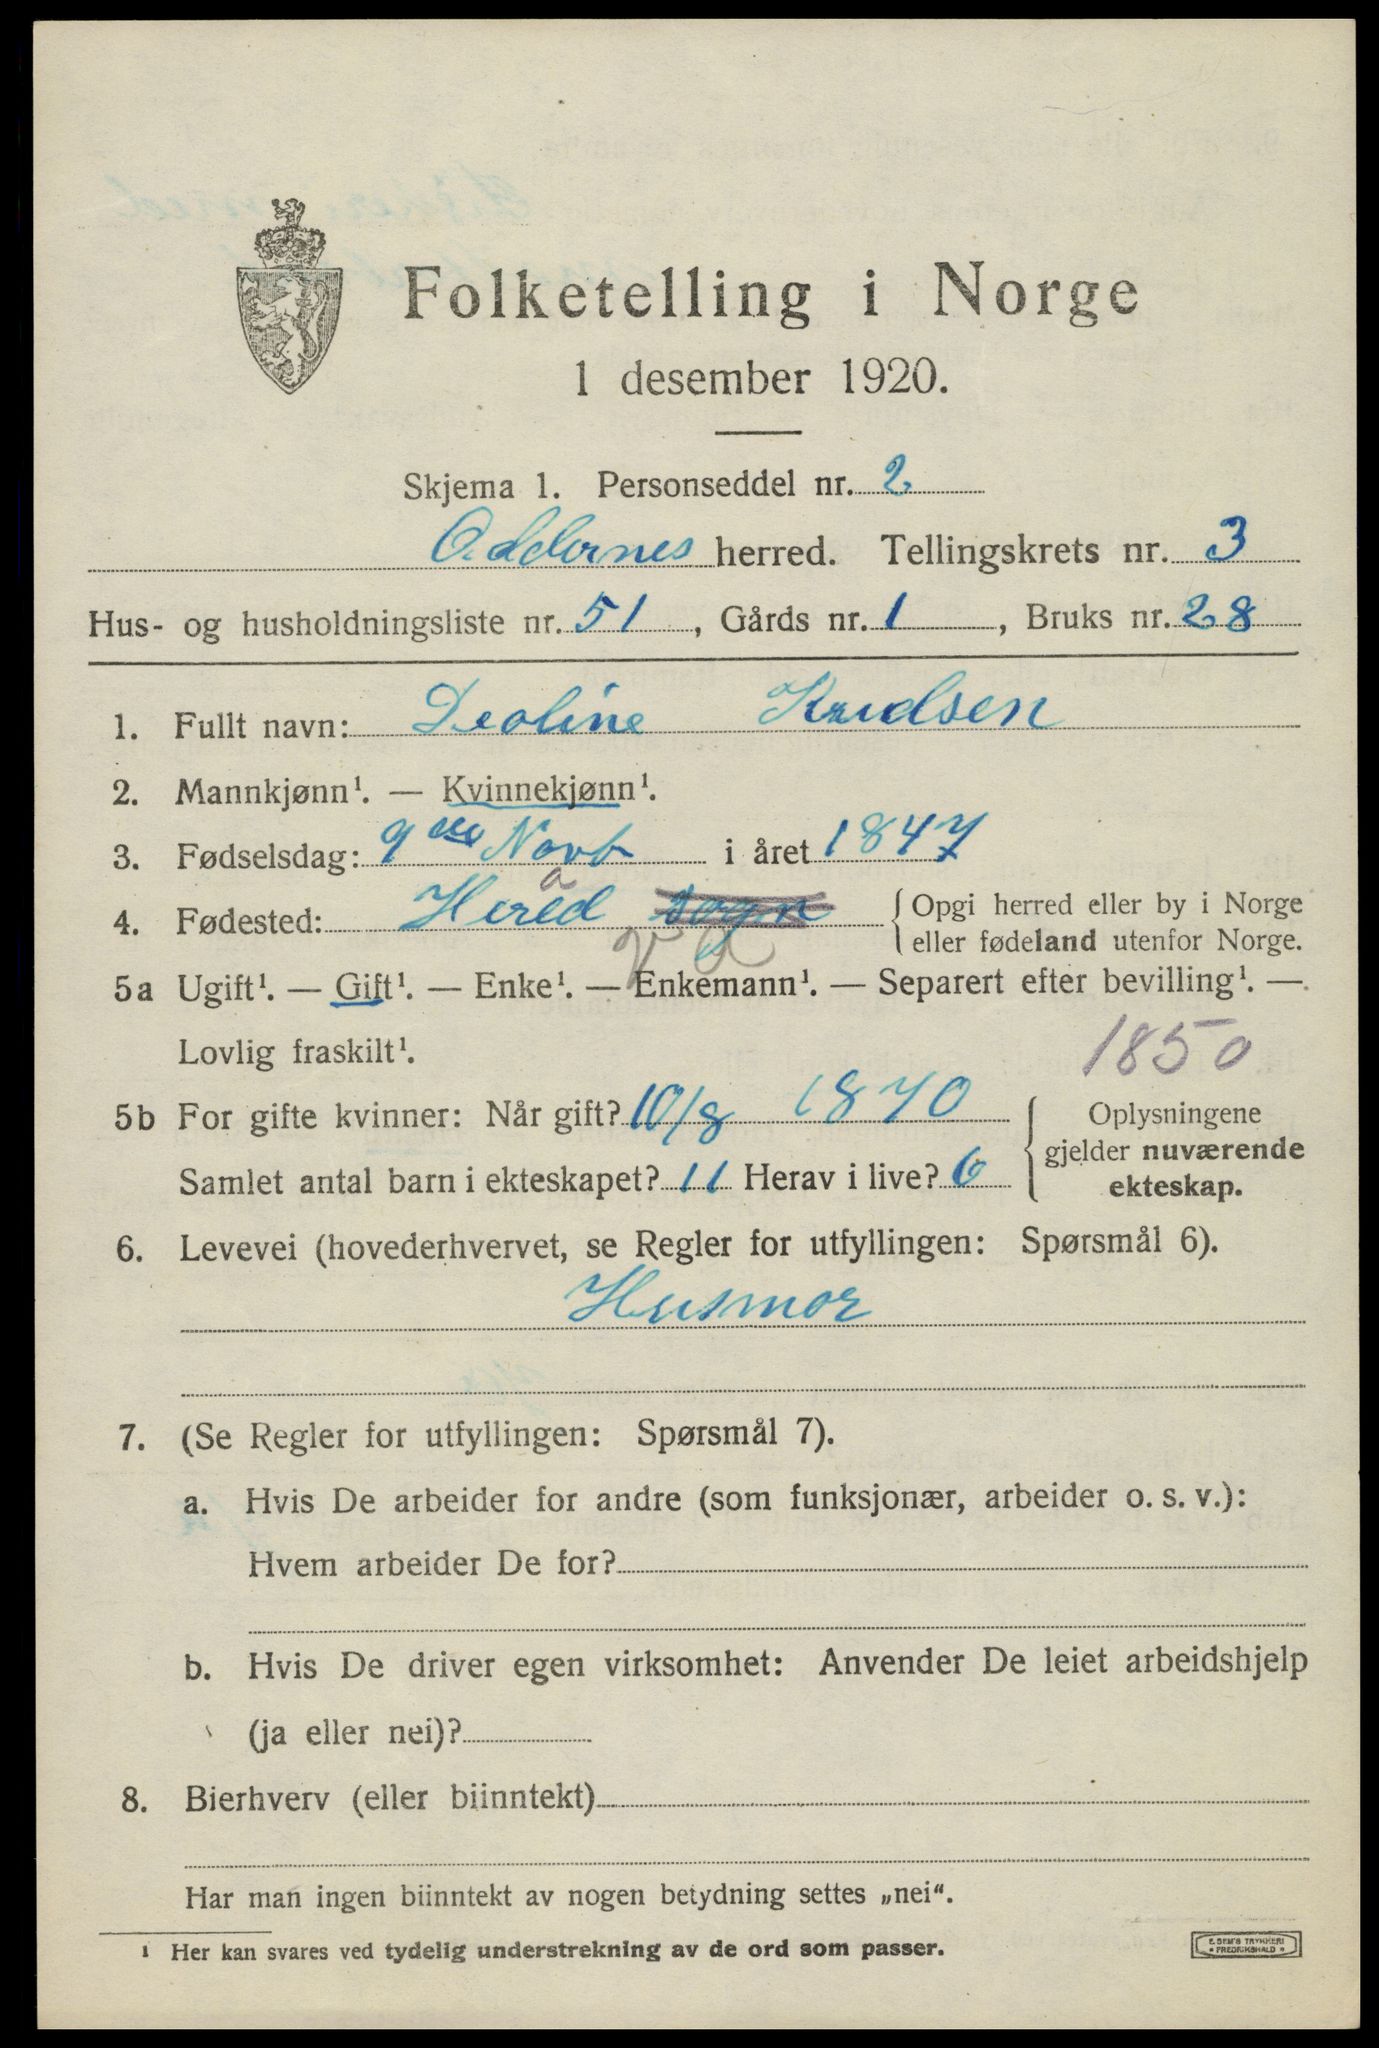 Folketelling i Norge
1 desember 1920.
Skjema 1. Personseddel nr. 2
Oddernes herred. Tellingskrets nr. 3
Hus- og husholdningsliste nr. 51, Gårds nr. 1, Bruks nr. 28
1. Fullt navn: Deoline Knudsen
2. Mannkjønn¹. — Kvinnekjønn¹.
3. Fødselsdag: 9de Novb i året 1847
4. Fødested: Heråd sogn { Opgi herred eller by i Norge
eller fødeland utenfor Norge.
5a Ugift¹. — Gift¹. — Enke¹. — Enkemann¹. — Separert efter bevilling¹. —
Lovlig fraskilt¹.
1850
5b For gifte kvinner: Når gift? 10/8 1870 { Oplysningene
gjelder nuværende
Samlet antal barn i ekteskapet? 11 Herav i live? 6 ekteskap.
6. Levevei (hovederhvervet, se Regler for utfyllingen: Spørsmål 6).
Husmor
7. (Se Regler for utfyllingen: Spørsmål 7).
a. Hvis De arbeider for andre (som funksjonær, arbeider o. s. v.):
Hvem arbeider De for?
b. Hvis De driver egen virksomhet: Anvender De leiet arbeidshjelp
(ja eller nei)?
8. Bierhverv (eller biinntekt)
Har man ingen biinntekt av nogen betydning settes „nei“.
¹ Her kan svares ved tydelig understrekning av de ord som passer.
E. SEM'S TRYKKERI
FREDRIKSHALD